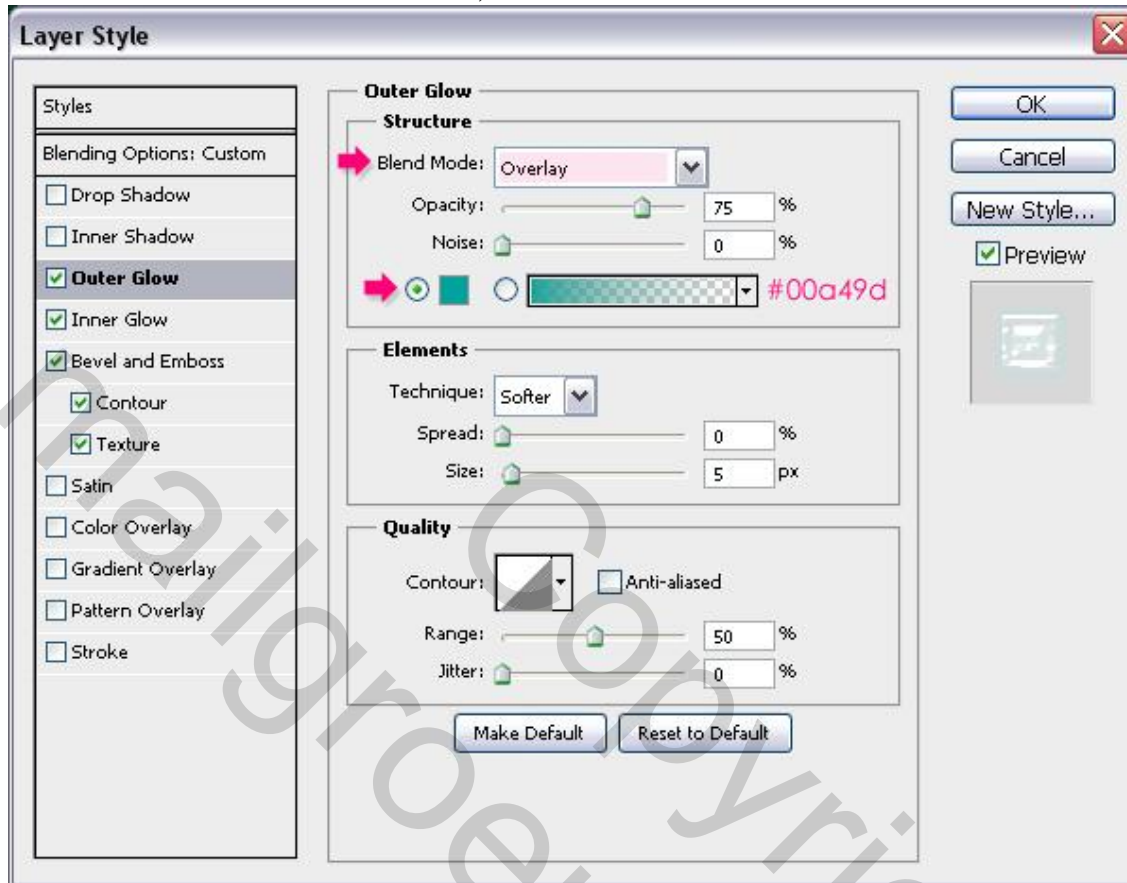 Layer Style
Styles
Blending Options: Custom
Drop Shadow
Inner Shadow
Outer Glow
Inner Glow
Bevel and Emboss
Contour
Texture
Satin
Color Overlay
Gradient Overlay
Pattern Overlay
Stroke
Outer Glow
Structure
Blend Mode: Overlay
Opacity: 75 %
Noise: 0 %
#00a49d
Elements
Technique: Softer
Spread: 0 %
Size: 5 px
Quality
Contour: Anti-aliased
Range: 50 %
Jitter: 0 %
Make Default Reset to Default
OK
Cancel
New Style...
Preview